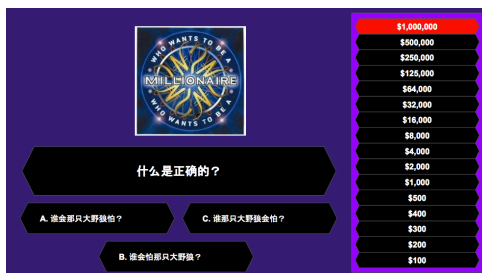 WHO WANTS TO BE A
MILLIONAIRE
WHO WANTS TO BE A
什么是正确的？
A. 谁会那只大野狼怕？
C. 谁那只大野狼会怕？
B. 谁会怕那只大野狼？
$1,000,000
$500,000
$250,000
$125,000
$64,000
$32,000
$16,000
$8,000
$4,000
$2,000
$1,000
$500
$400
$300
$200
$100